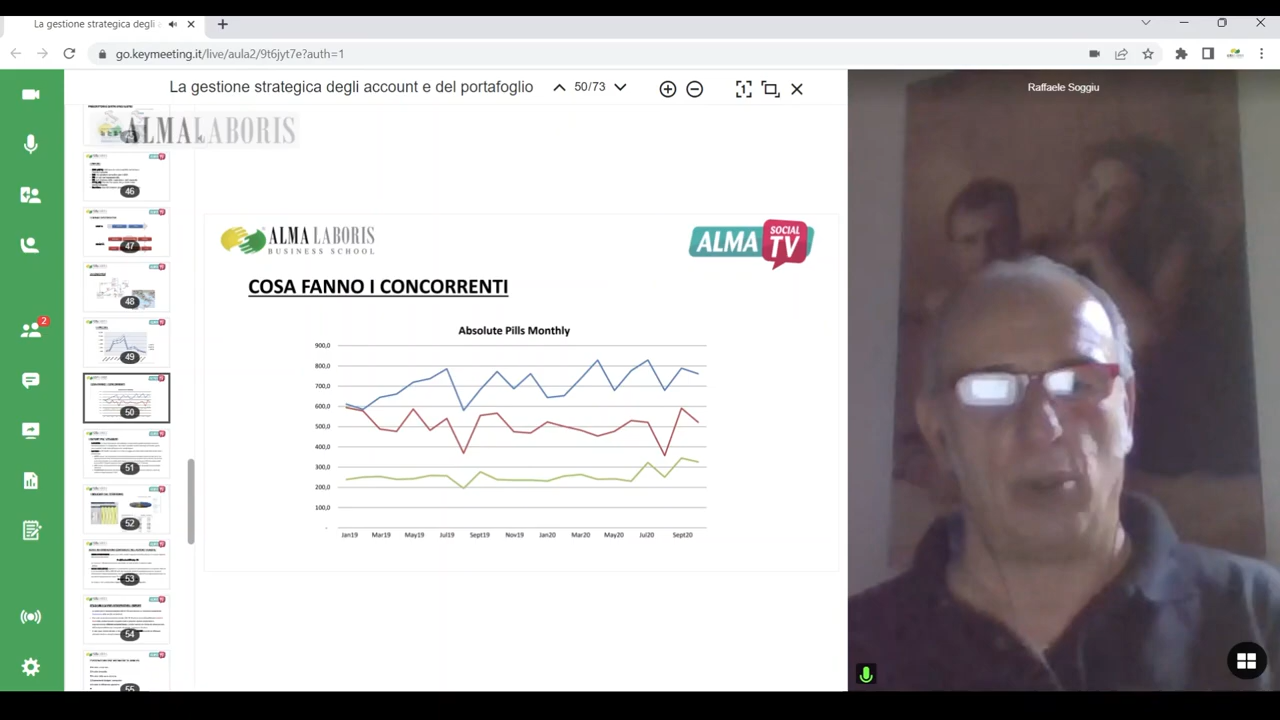 La gestione strategica degli
go.keymeeting.it/live/aula2/9t6jyt7e?auth=1
La gestione strategica degli account e del portafoglio
50/73
Raffaele Soggiu
ALMALABORIS
46
47
48
49
50
51
52
53
54
55
2
ALMA LABORIS
BUSINESS SCHOOL
ALMA SOCIAL TV
COSA FANNO I CONCORRENTI
Absolute Pills Monthly
900,0
800,0
700,0
600,0
500,0
400,0
300,0
200,0
100,0
-
Jan19 Mar19 May19 Jul19 Sept19 Nov19 Jan20 Mar20 May20 Jul20 Sept20